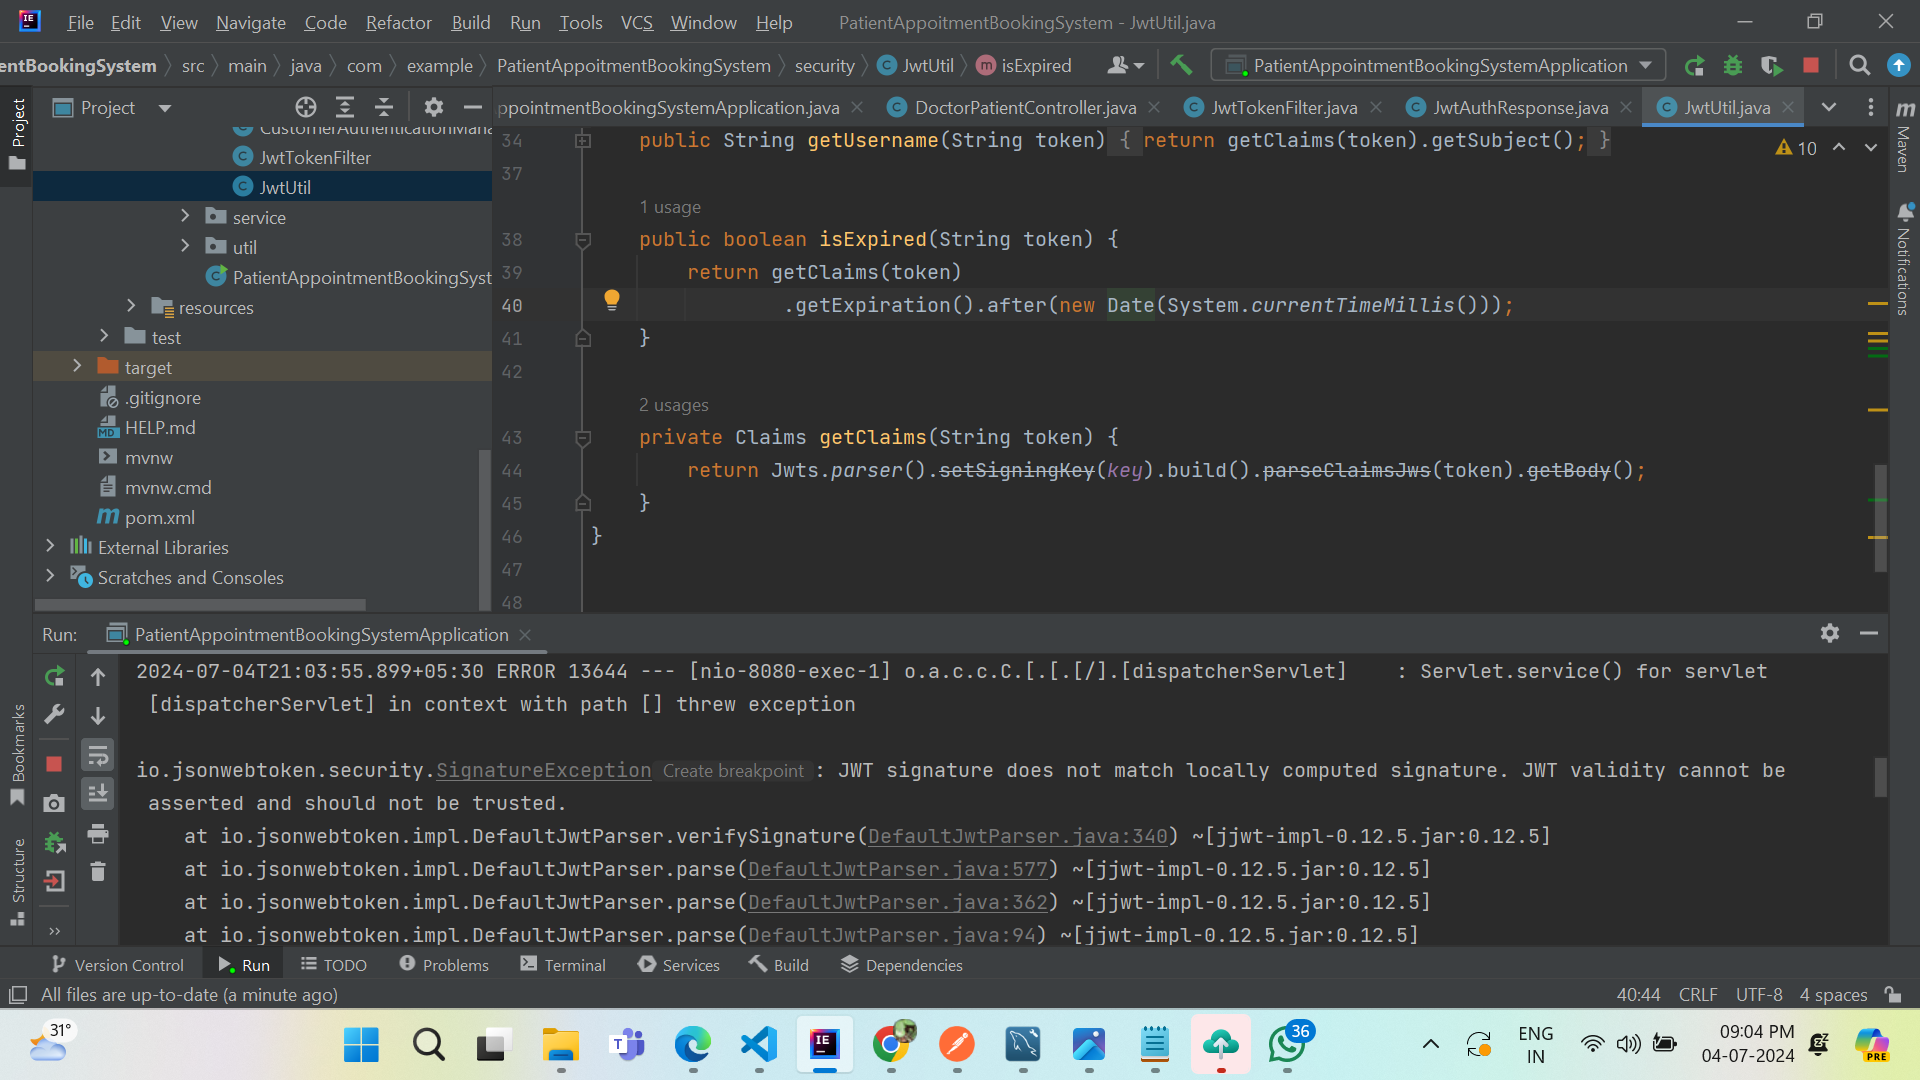 File Edit View Navigate Code Refactor Build Run Tools VCS Window Help PatientAppoitmentBookingSystem - JwtUtil.java
entBookingSystem src main java com example PatientAppoitmentBookingSystem security JwtUtil isExpired PatientAppointmentBookingSystemApplication
Project
ppointmentBookingSystemApplication.java DoctorPatientController.java JwtTokenFilter.java JwtAuthResponse.java JwtUtil.java
Project
Bookmarks
Structure
Maven
Notifications
CustomerAuthenticationMana
JwtTokenFilter
JwtUtil
service
util
PatientAppointmentBookingSyst
resources
test
target
.gitignore
HELP.md
mvnw
mvnw.cmd
pom.xml
External Libraries
Scratches and Consoles
10
34 public String getUsername(String token) { return getClaims(token).getSubject(); }
37
1 usage
38 public boolean isExpired(String token) {
39 return getClaims(token)
40 .getExpiration().after(new Date(System.currentTimeMillis()));
41 }
42
2 usages
43 private Claims getClaims(String token) {
44 return Jwts.parser().setSigningKey(key).build().parseClaimsJws(token).getBody();
45 }
46 }
47
48
Run: PatientAppointmentBookingSystemApplication
2024-07-04T21:03:55.899+05:30 ERROR 13644 --- [nio-8080-exec-1] o.a.c.c.C.[.[.[/].[dispatcherServlet] : Servlet.service() for servlet
[dispatcherServlet] in context with path [] threw exception
io.jsonwebtoken.security.SignatureException Create breakpoint : JWT signature does not match locally computed signature. JWT validity cannot be
asserted and should not be trusted.
at io.jsonwebtoken.impl.DefaultJwtParser.verifySignature(DefaultJwtParser.java:340) ~[jjwt-impl-0.12.5.jar:0.12.5]
at io.jsonwebtoken.impl.DefaultJwtParser.parse(DefaultJwtParser.java:577) ~[jjwt-impl-0.12.5.jar:0.12.5]
at io.jsonwebtoken.impl.DefaultJwtParser.parse(DefaultJwtParser.java:362) ~[jjwt-impl-0.12.5.jar:0.12.5]
at io.jsonwebtoken.impl.DefaultJwtParser.parse(DefaultJwtParser.java:94) ~[jjwt-impl-0.12.5.jar:0.12.5]
Version Control Run TODO Problems Terminal Services Build Dependencies
All files are up-to-date (a minute ago) 40:44 CRLF UTF-8 4 spaces
31° 36 ENG 09:04 PM
IN 04-07-2024 PRE